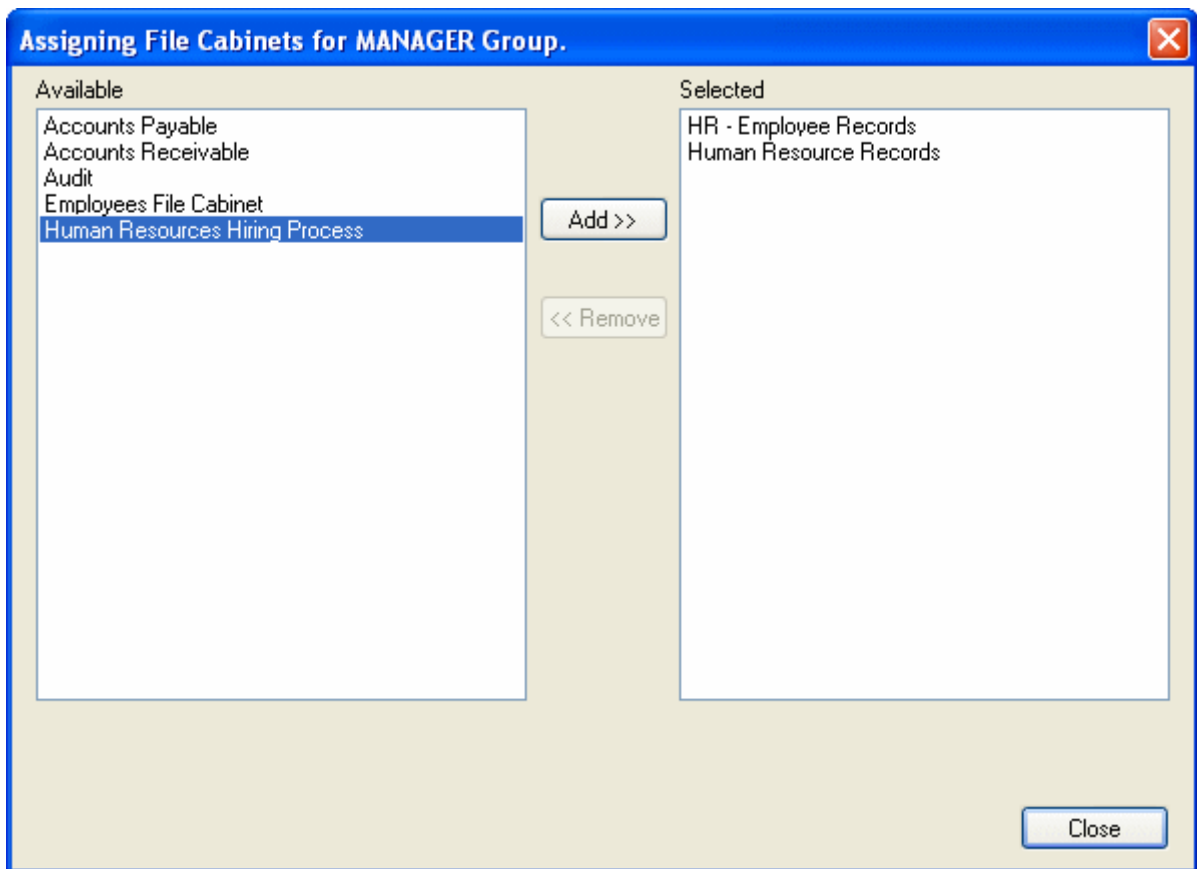 Assigning File Cabinets for MANAGER Group.
Available
Accounts Payable
Accounts Receivable
Audit
Employees File Cabinet
Human Resources Hiring Process
Add >>
<< Remove
Selected
HR - Employee Records
Human Resource Records
Close